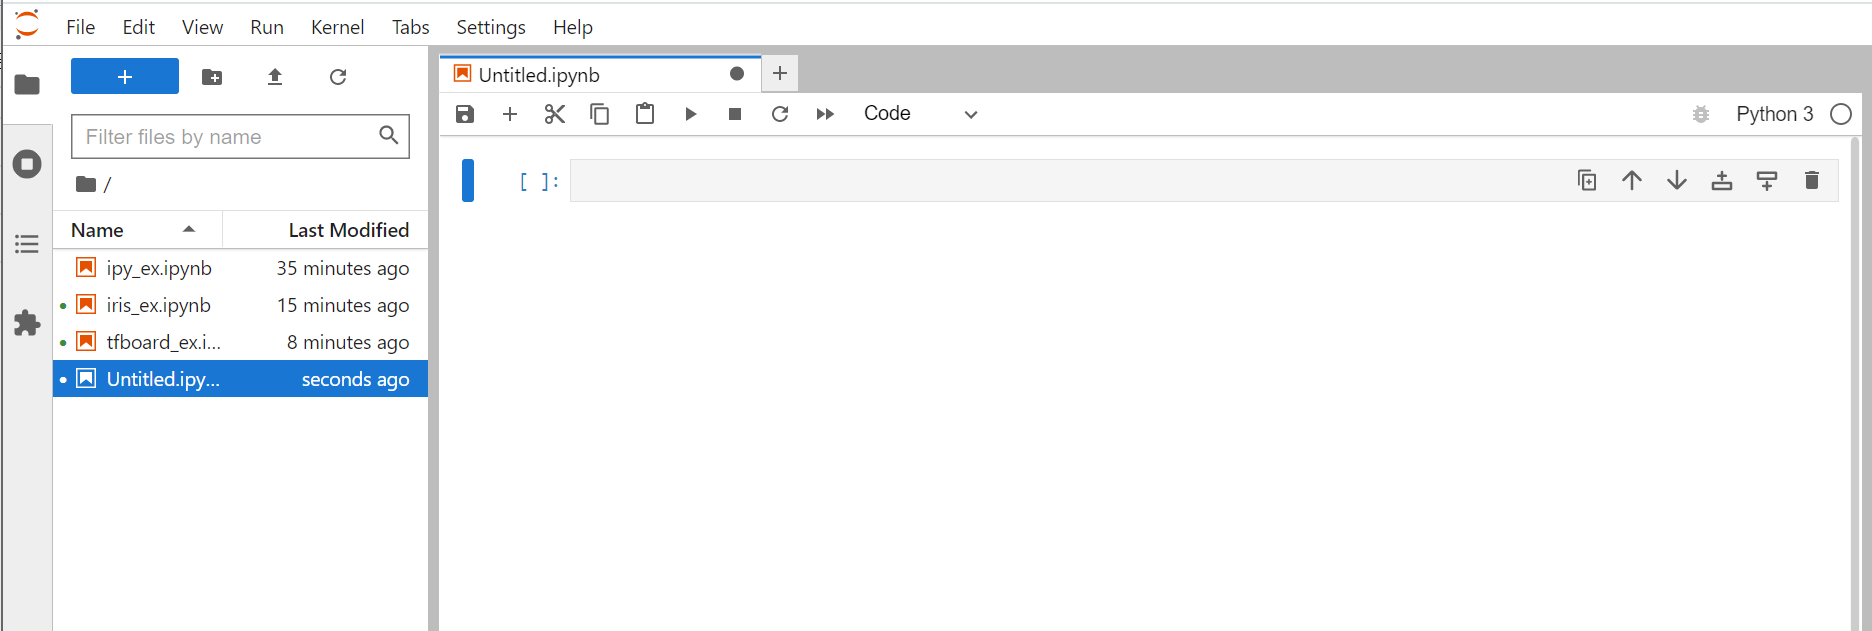 File Edit View Run Kernel Tabs Settings Help
Untitled.ipynb
Filter files by name
Code
Python 3
/
[ ]:
Name Last Modified
ipy_ex.ipynb 35 minutes ago
iris_ex.ipynb 15 minutes ago
tfboard_ex.i... 8 minutes ago
Untitled.ipy... seconds ago